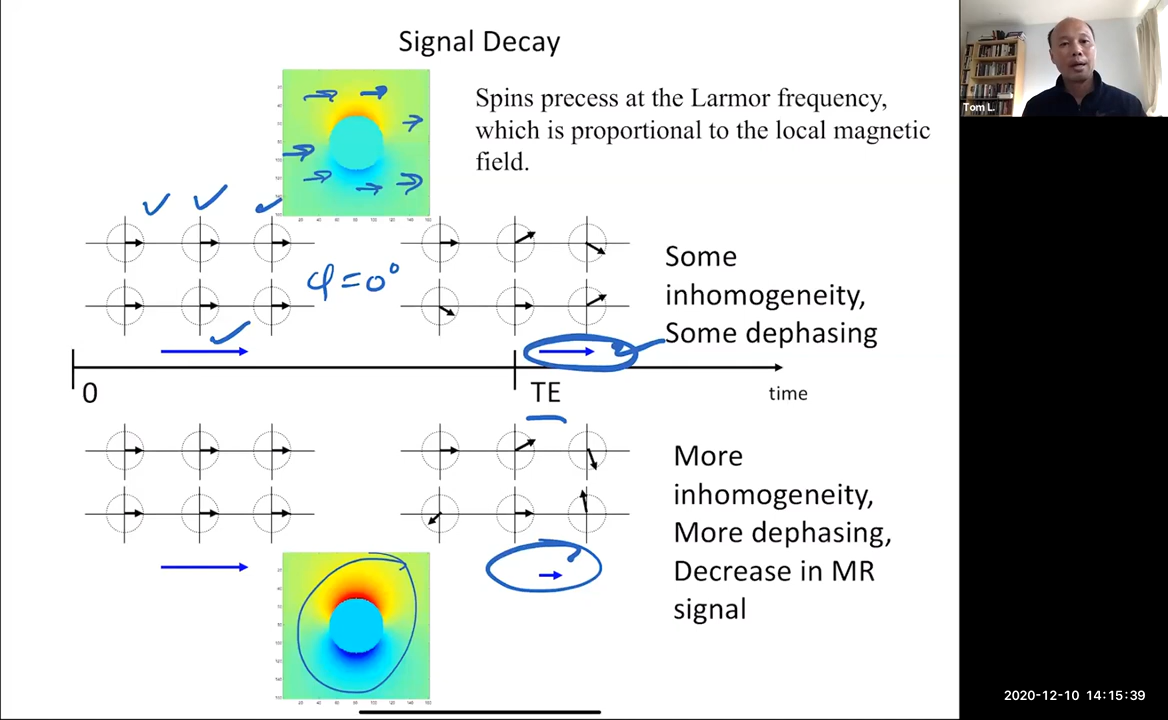 Signal Decay
Spins precess at the Larmor frequency,
which is proportional to the local magnetic
field.
Tom L.
φ=0°
Some
inhomogeneity,
Some dephasing
0
TE
time
More
inhomogeneity,
More dephasing,
Decrease in MR
signal
2020-12-10 14:15:39